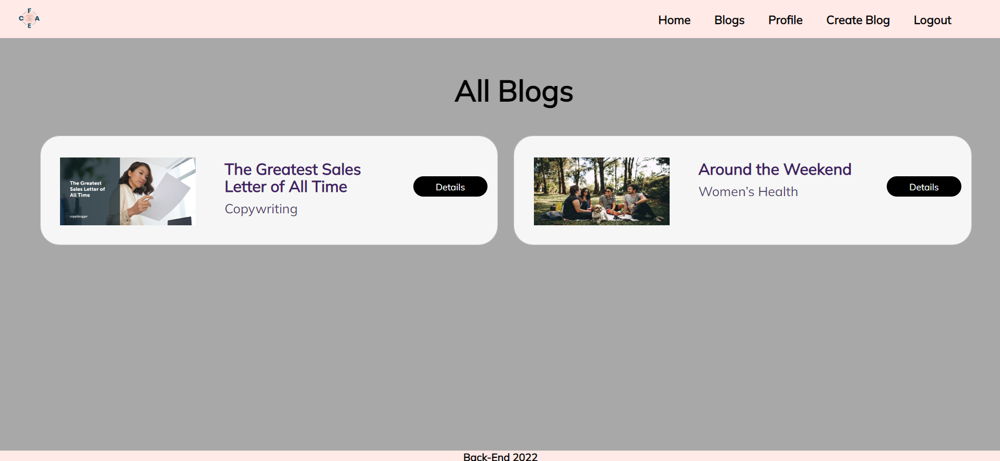 F
C A
E
Home Blogs Profile Create Blog Logout
All Blogs
The Greatest
Sales Letter of
All Time
copyblogger
The Greatest Sales
Letter of All Time
Copywriting
Details
Around the Weekend
Women’s Health
Details
Back-End 2022